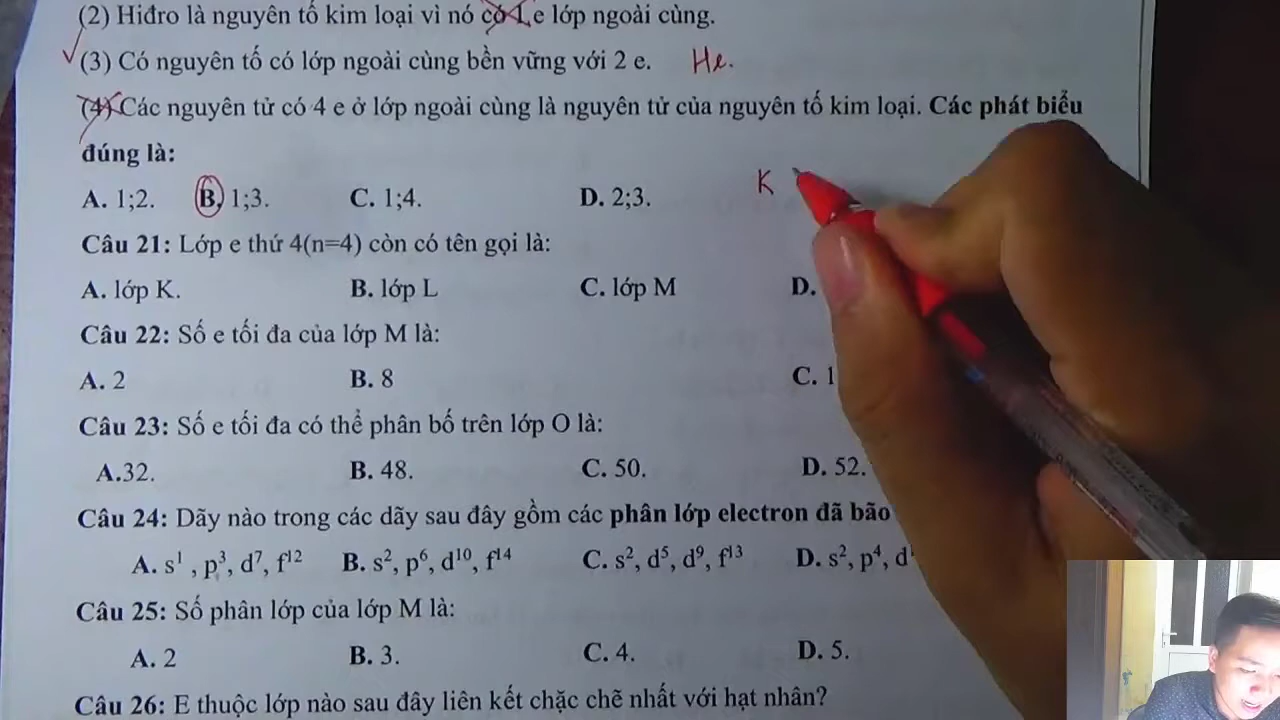 (2) Hiđro là nguyên tố kim loại vì nó có 1 e lớp ngoài cùng.
(3) Có nguyên tố có lớp ngoài cùng bền vững với 2 e. He.
(4) Các nguyên tử có 4 e ở lớp ngoài cùng là nguyên tử của nguyên tố kim loại. Các phát biểu
đúng là:
K
A. 1;2. B. 1;3. C. 1;4. D. 2;3.
Câu 21: Lớp e thứ 4(n=4) còn có tên gọi là:
A. lớp K. B. lớp L C. lớp M D.
Câu 22: Số e tối đa của lớp M là:
A. 2 B. 8 C. 1
Câu 23: Số e tối đa có thể phân bố trên lớp O là:
A.32. B. 48. C. 50. D. 52.
Câu 24: Dãy nào trong các dãy sau đây gồm các phân lớp electron đã bão
A. s¹ , p³, d⁷, f¹² B. s², p⁶, d¹⁰, f¹⁴ C. s², d⁵, d⁹, f¹³ D. s², p⁴, d
Câu 25: Số phân lớp của lớp M là:
A. 2 B. 3. C. 4. D. 5.
Câu 26: E thuộc lớp nào sau đây liên kết chặc chẽ nhất với hạt nhân?